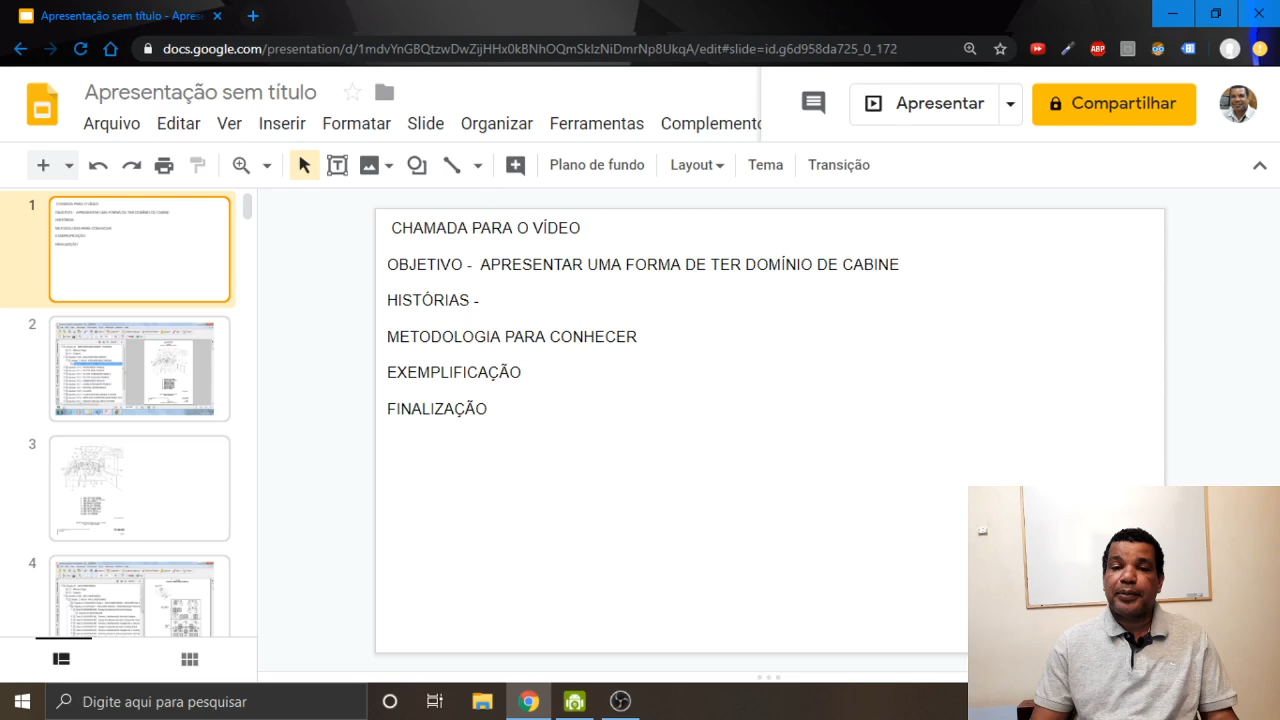 Apresentação sem título - Apres
docs.google.com/presentation/d/1mdvYnGBQtzwDwZijHHx0kBNhOQmSkIzNiDmrNp8UkqA/edit#slide=id.g6d958da725_0_172
ABP
Apresentação sem título
Apresentar
Compartilhar
Arquivo Editar Ver Inserir Formatar Slide Organizar Ferramentas Complemento
Plano de fundo Layout Tema Transição
1
2
3
4
CHAMADA PARA O VÍDEO
OBJETIVO - APRESENTAR UMA FORMA DE TER DOMÍNIO DE CABINE
HISTÓRIAS -
METODOLOGIA PARA CONHECER
EXEMPLIFICAÇÃO
FINALIZAÇÃO
Digite aqui para pesquisar